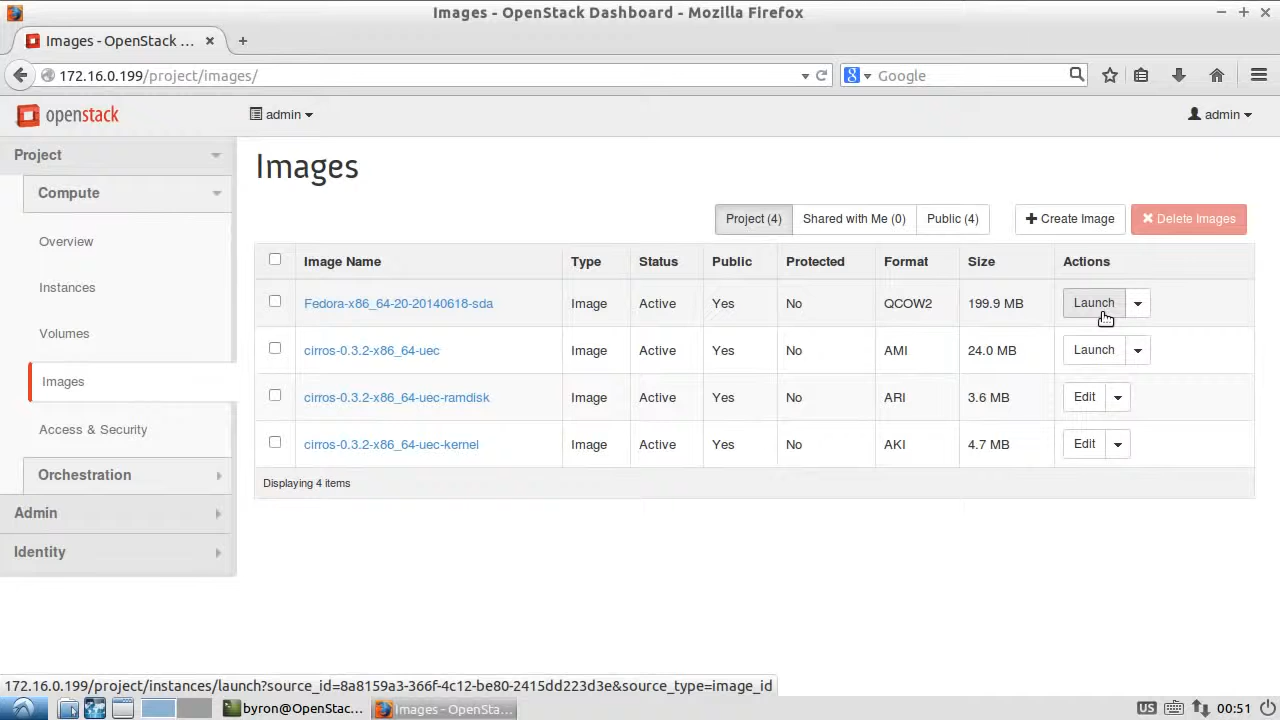 Images - OpenStack Dashboard - Mozilla Firefox
Images - OpenStack ...
172.16.0.199/project/images/
Google
openstack
admin
admin
Project
Compute
Overview
Instances
Volumes
Images
Access & Security
Orchestration
Admin
Identity
Images
Project (4) Shared with Me (0) Public (4) Create Image Delete Images
Image Name Type Status Public Protected Format Size Actions
Fedora-x86_64-20-20140618-sda Image Active Yes No QCOW2 199.9 MB Launch
cirros-0.3.2-x86_64-uec Image Active Yes No AMI 24.0 MB Launch
cirros-0.3.2-x86_64-uec-ramdisk Image Active Yes No ARI 3.6 MB Edit
cirros-0.3.2-x86_64-uec-kernel Image Active Yes No AKI 4.7 MB Edit
Displaying 4 items
172.16.0.199/project/instances/launch?source_id=8a8159a3-366f-4c12-be80-2415dd223d3e&source_type=image_id
byron@OpenStac...
Images - OpenSta...
US
00:51